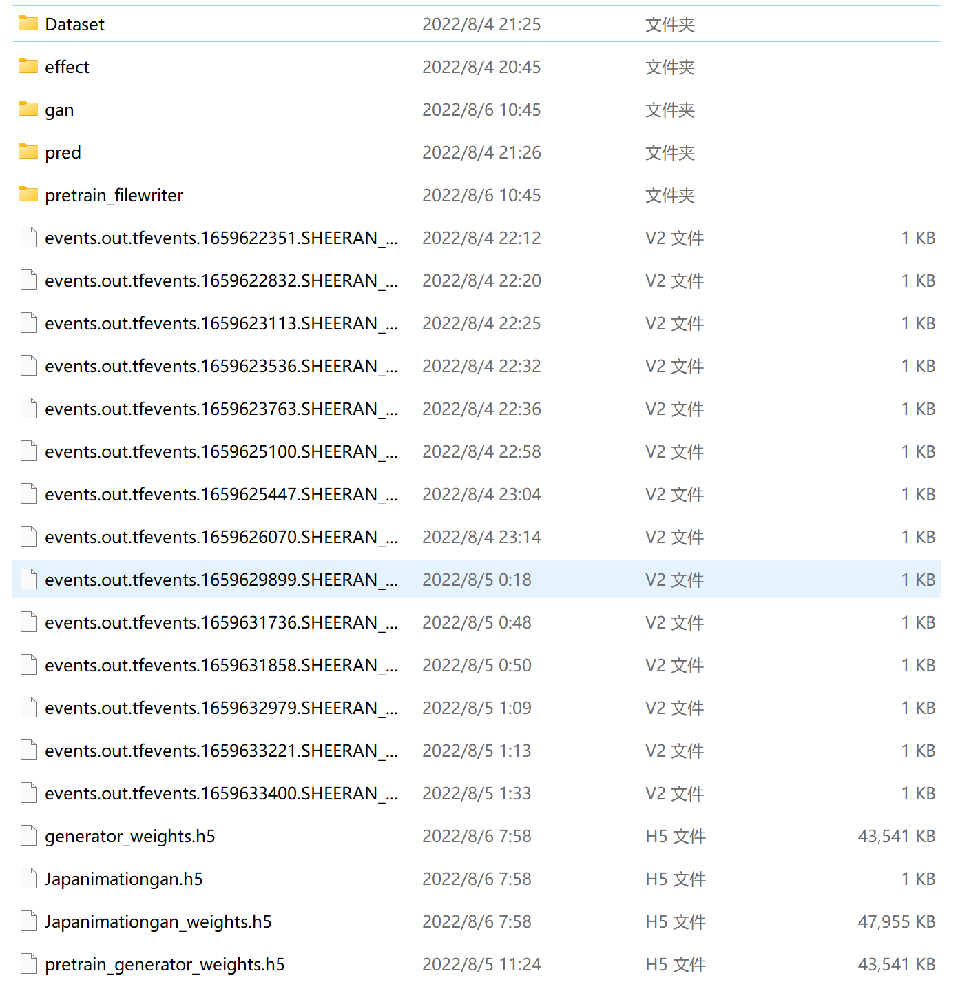 Dataset 2022/8/4 21:25 文件夹
effect 2022/8/4 20:45 文件夹
gan 2022/8/6 10:45 文件夹
pred 2022/8/4 21:26 文件夹
pretrain_filewriter 2022/8/6 10:45 文件夹
events.out.tfevents.1659622351.SHEERAN_... 2022/8/4 22:12 V2 文件 1 KB
events.out.tfevents.1659622832.SHEERAN_... 2022/8/4 22:20 V2 文件 1 KB
events.out.tfevents.1659623113.SHEERAN_... 2022/8/4 22:25 V2 文件 1 KB
events.out.tfevents.1659623536.SHEERAN_... 2022/8/4 22:32 V2 文件 1 KB
events.out.tfevents.1659623763.SHEERAN_... 2022/8/4 22:36 V2 文件 1 KB
events.out.tfevents.1659625100.SHEERAN_... 2022/8/4 22:58 V2 文件 1 KB
events.out.tfevents.1659625447.SHEERAN_... 2022/8/4 23:04 V2 文件 1 KB
events.out.tfevents.1659626070.SHEERAN_... 2022/8/4 23:14 V2 文件 1 KB
events.out.tfevents.1659629899.SHEERAN_... 2022/8/5 0:18 V2 文件 1 KB
events.out.tfevents.1659631736.SHEERAN_... 2022/8/5 0:48 V2 文件 1 KB
events.out.tfevents.1659631858.SHEERAN_... 2022/8/5 0:50 V2 文件 1 KB
events.out.tfevents.1659632979.SHEERAN_... 2022/8/5 1:09 V2 文件 1 KB
events.out.tfevents.1659633221.SHEERAN_... 2022/8/5 1:13 V2 文件 1 KB
events.out.tfevents.1659633400.SHEERAN_... 2022/8/5 1:33 V2 文件 1 KB
generator_weights.h5 2022/8/6 7:58 H5 文件 43,541 KB
Japanimationgan.h5 2022/8/6 7:58 H5 文件 1 KB
Japanimationgan_weights.h5 2022/8/6 7:58 H5 文件 47,955 KB
pretrain_generator_weights.h5 2022/8/5 11:24 H5 文件 43,541 KB